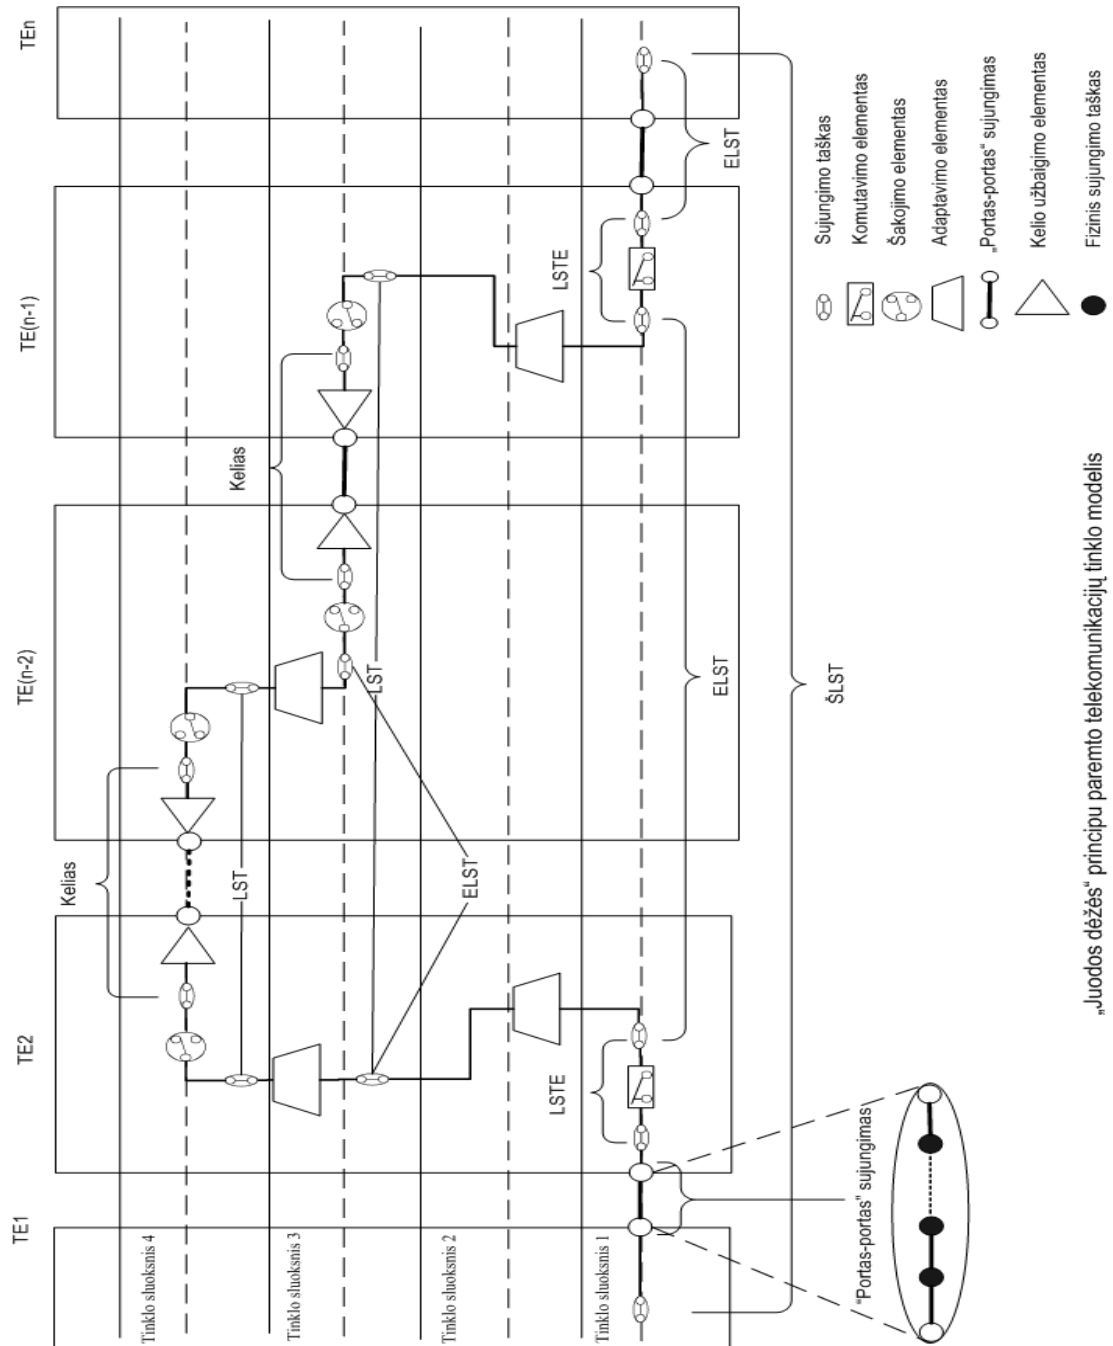 TE1
TE2
TE(n-2)
TE(n-1)
TEn
Tinklo sluoksnis 4
Tinklo sluoksnis 3
Tinklo sluoksnis 2
Tinklo sluoksnis 1
Kelias
Kelias
LST
LST
ELST
LSTE
LSTE
ELST
ELST
ŠLST
"Portas-portas" sujungimas
Sujungimo taškas
Komutavimo elementas
Šakojimo elementas
Adaptavimo elementas
„Portas-portas“ sujungimas
Kelio užbaigimo elementas
Fizinis sujungimo taškas
„Juodos dėžės“ principu paremto telekomunikacijų tinklo modelis